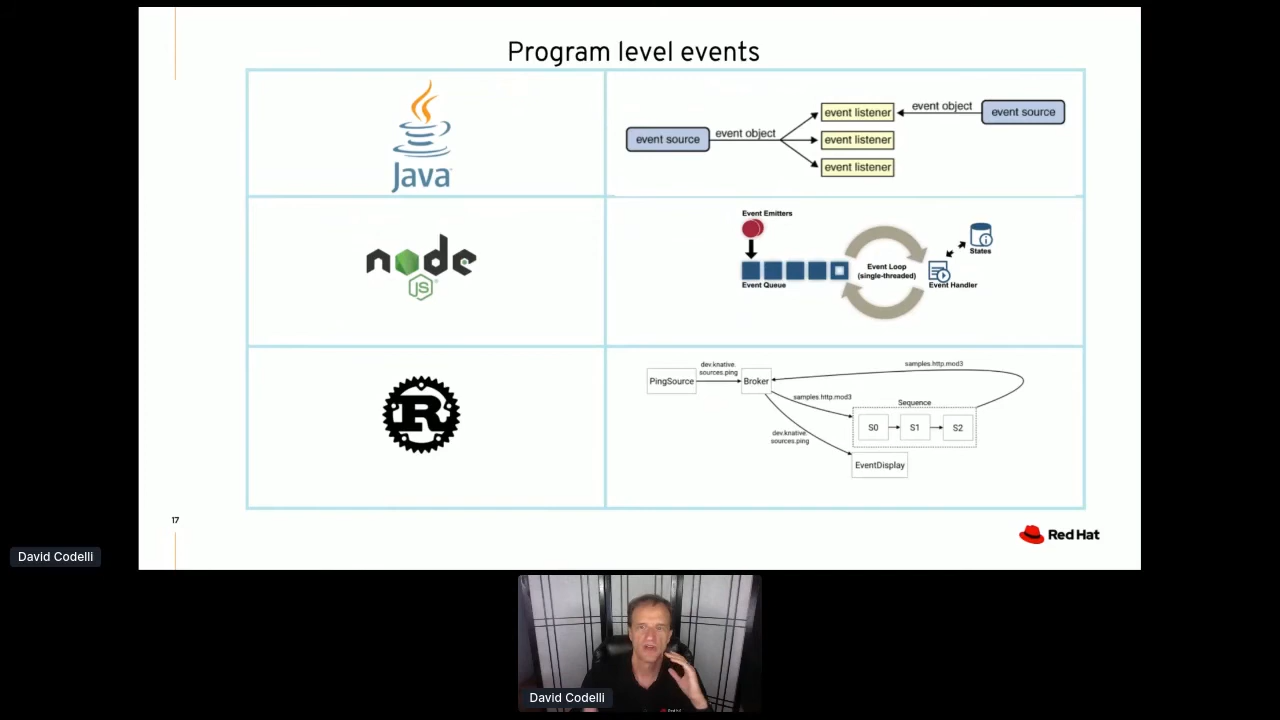 Program level events
Java
event source
event object
event listener
event listener
event listener
event object
event source
node
JS
Event Emitters
Event Queue
Event Loop
(single-threaded)
States
Event Handler
R
PingSource
dev.knative.
sources.ping
Broker
samples.http.mod3
samples.http.mod3
Sequence
S0
S1
S2
dev.knative.
sources.ping
EventDisplay
17
Red Hat
David Codelli
David Codelli
Red Hat